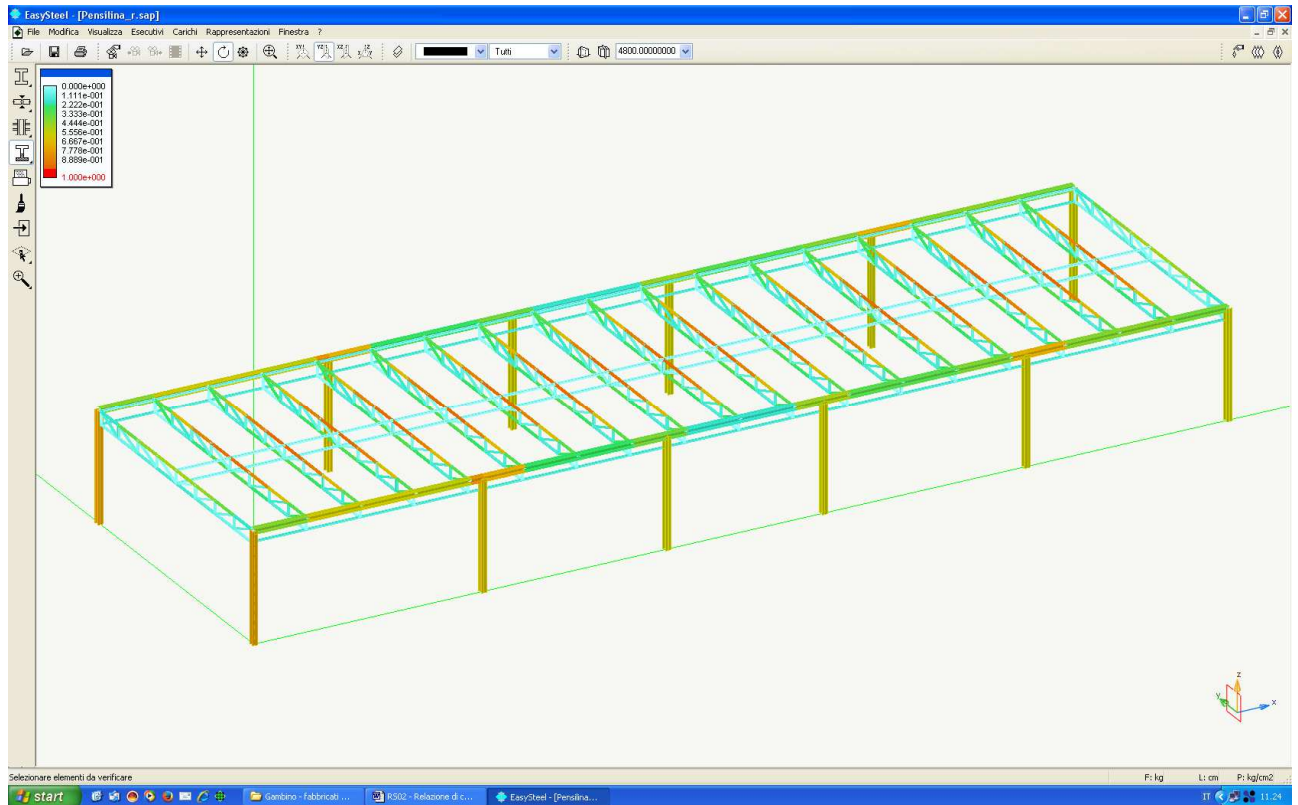 EasySteel - [Pensilina_r.sap]
File Modifica Visualizza Esecutivi Carichi Rappresentazioni Finestra ?
Tutti 4800.00000000
0.000e+000
1.111e-001
2.222e-001
3.333e-001
4.444e-001
5.556e-001
6.667e-001
7.778e-001
8.889e-001
1.000e+000
Z
Y
X
Selezionare elementi da verificare F: kg L: cm P: kg/cm2
start Gambino - fabbricati ... RS02 - Relazione di c... EasySteel - [Pensilina... IT 11.24